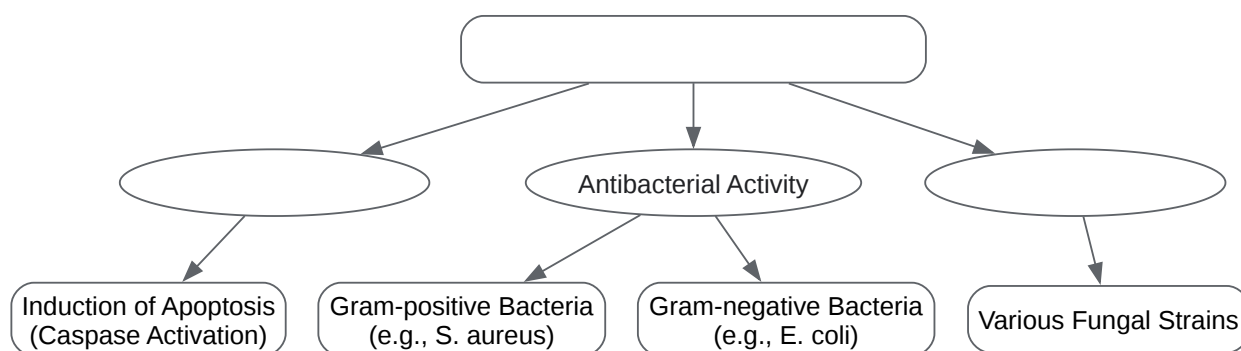 Antibacterial Activity
Induction of Apoptosis
(Caspase Activation)
Gram-positive Bacteria
(e.g., S. aureus)
Gram-negative Bacteria
(e.g., E. coli)
Various Fungal Strains